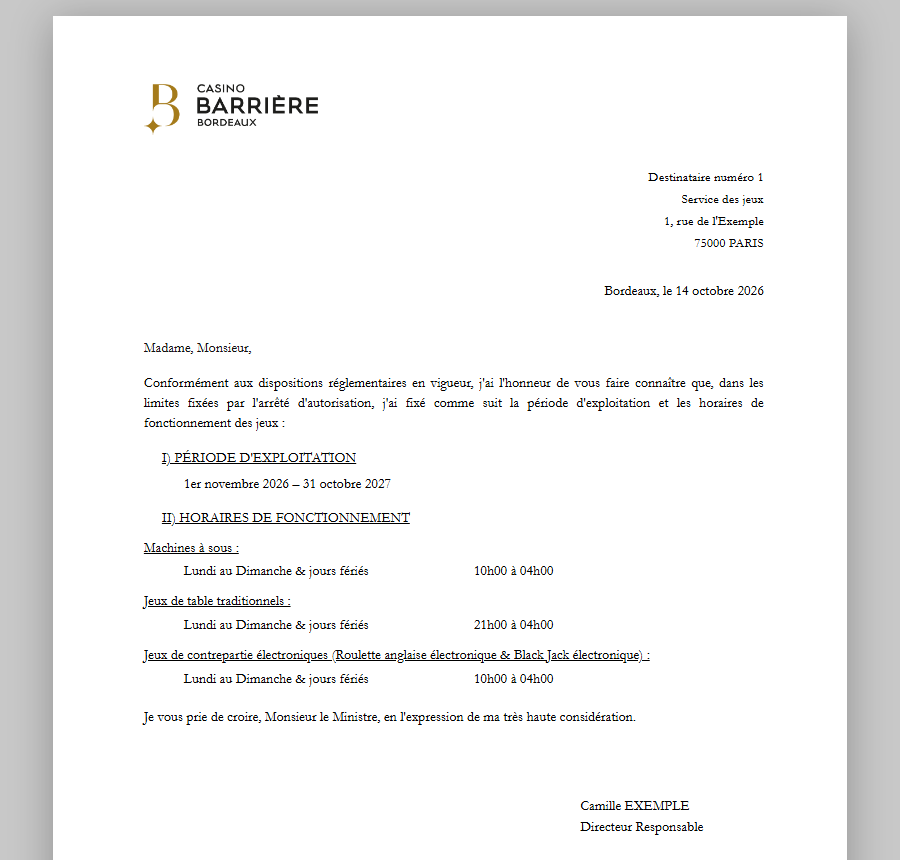 CASINO
BARRIÈRE
BORDEAUX
Destinataire numéro 1
Service des jeux
1, rue de l'Exemple
75000 PARIS
Bordeaux, le 14 octobre 2026
Madame, Monsieur,
Conformément aux dispositions réglementaires en vigueur, j'ai l'honneur de vous faire connaître que, dans les
limites fixées par l'arrêté d'autorisation, j'ai fixé comme suit la période d'exploitation et les horaires de
fonctionnement des jeux :
I) PÉRIODE D'EXPLOITATION
1er novembre 2026 – 31 octobre 2027
II) HORAIRES DE FONCTIONNEMENT
Machines à sous :
Lundi au Dimanche & jours fériés 10h00 à 04h00
Jeux de table traditionnels :
Lundi au Dimanche & jours fériés 21h00 à 04h00
Jeux de contrepartie électroniques (Roulette anglaise électronique & Black Jack électronique) :
Lundi au Dimanche & jours fériés 10h00 à 04h00
Je vous prie de croire, Monsieur le Ministre, en l'expression de ma très haute considération.
Camille EXEMPLE
Directeur Responsable